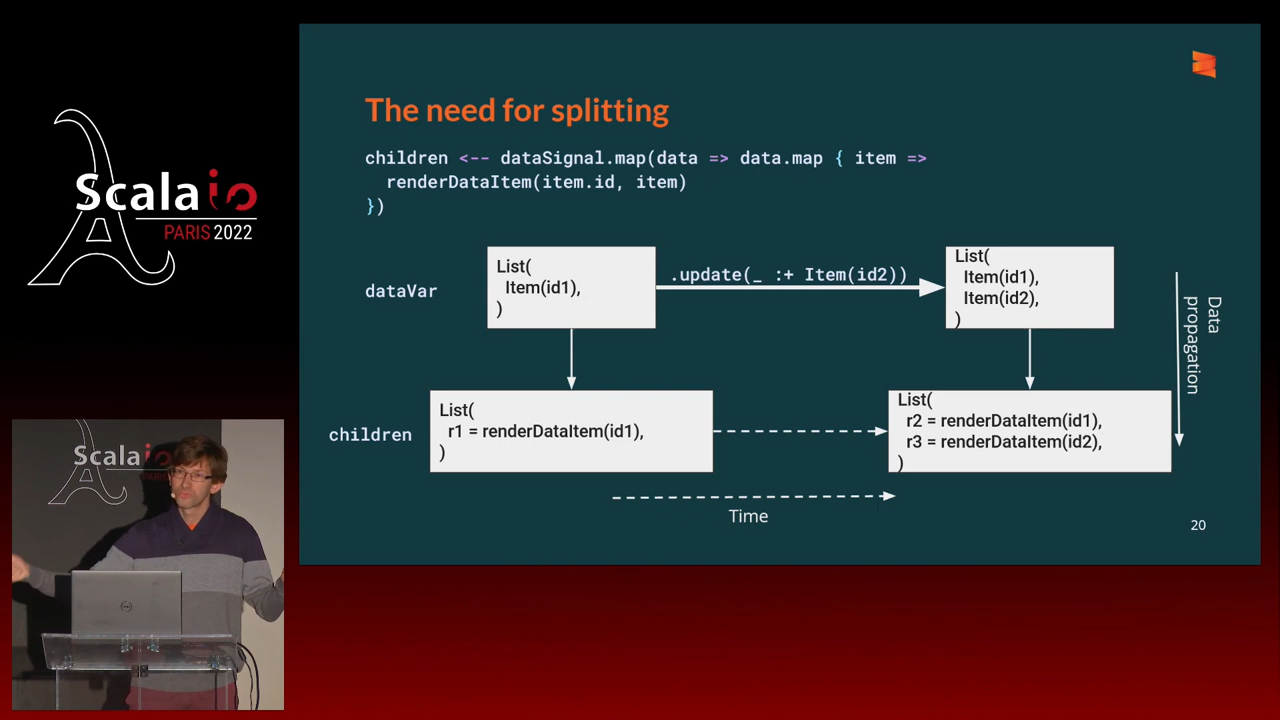 Scala io
PARIS 2022
The need for splitting
children <-- dataSignal.map(data => data.map { item =>
renderDataItem(item.id, item)
})
dataVar
List(
Item(id1),
)
.update(_ :+ Item(id2))
List(
Item(id1),
Item(id2),
)
Data
propagation
children
List(
r1 = renderDataItem(id1),
)
List(
r2 = renderDataItem(id1),
r3 = renderDataItem(id2),
)
Time
20
Scala
PARIS
DELL